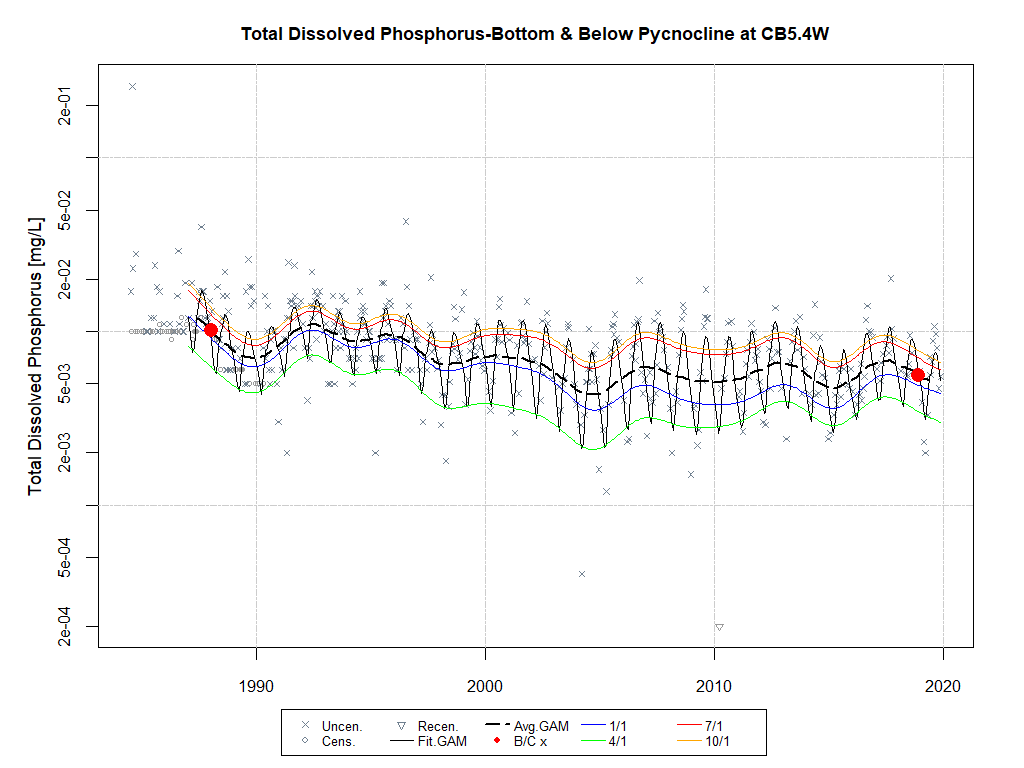 Total Dissolved Phosphorus-Bottom & Below Pycnocline at CB5.4W
Total Dissolved Phosphorus [mg/L]
2e-01
5e-02
2e-02
5e-03
2e-03
5e-04
2e-04
1990 2000 2010 2020
Uncen. Recen. Avg.GAM 1/1 7/1
Cens. Fit.GAM B/C x 4/1 10/1